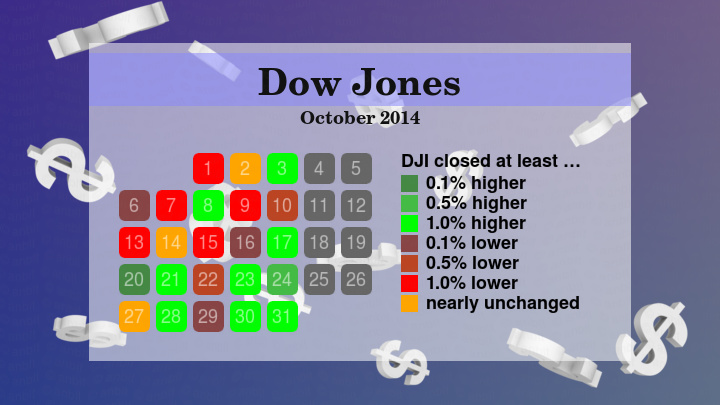 Dow Jones
October 2014
1 2 3 4 5
6 7 8 9 10 11 12
13 14 15 16 17 18 19
20 21 22 23 24 25 26
27 28 29 30 31
DJI closed at least ...
0.1% higher
0.5% higher
1.0% higher
0.1% lower
0.5% lower
1.0% lower
nearly unchanged